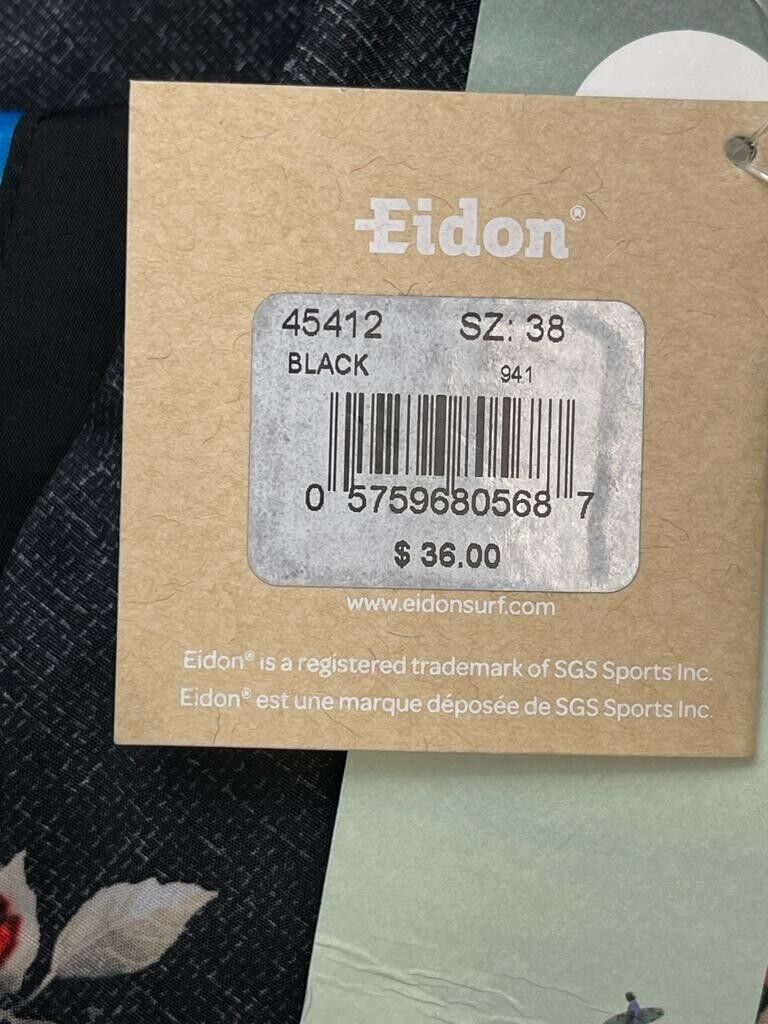 Eidon®
45412 SZ: 38
BLACK 941
0 5759680568 7
$ 36.00
www.eidonsurf.com
Eidon® is a registered trademark of SGS Sports Inc.
Eidon® est une marque déposée de SGS Sports Inc.